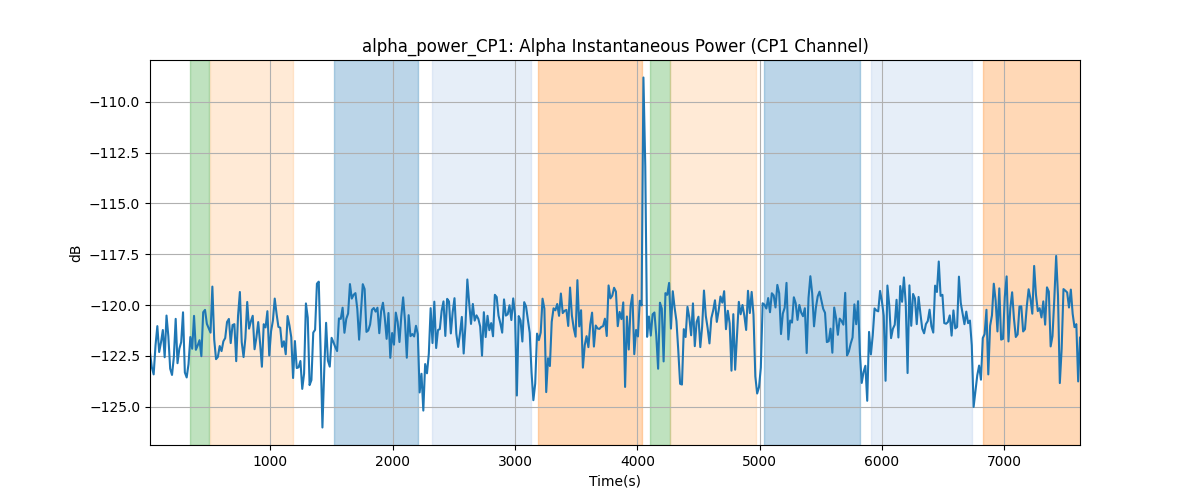 alpha_power_CP1: Alpha Instantaneous Power (CP1 Channel)
−110.0
−112.5
−115.0
−117.5
−120.0
−122.5
−125.0
dB
1000 2000 3000 4000 5000 6000 7000
Time(s)